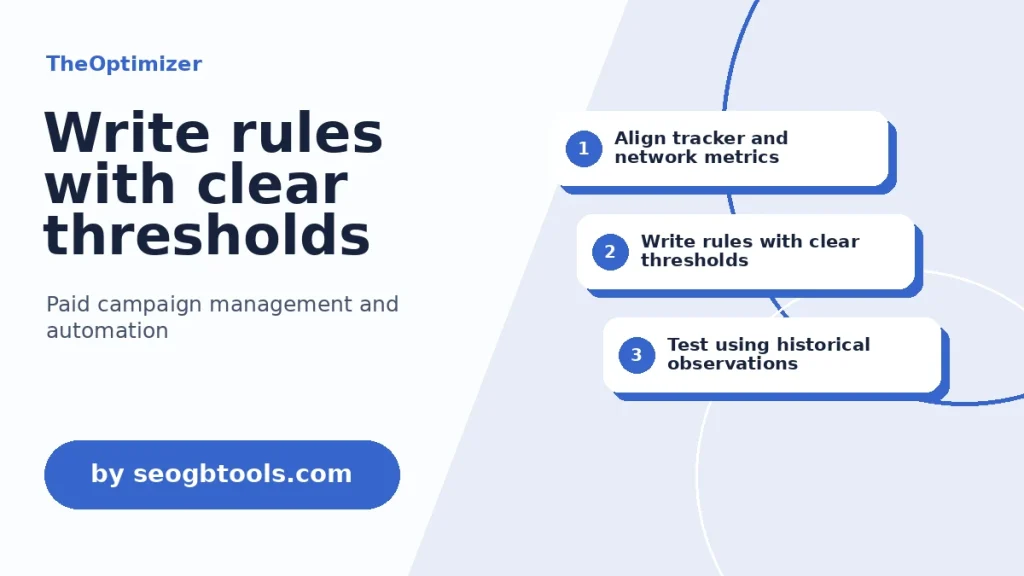 TheOptimizer
Write rules
with clear
thresholds
Paid campaign management and
automation
by seogbtools.com
1
Align tracker and
network metrics
2
Write rules with clear
thresholds
3
Test using historical
observations